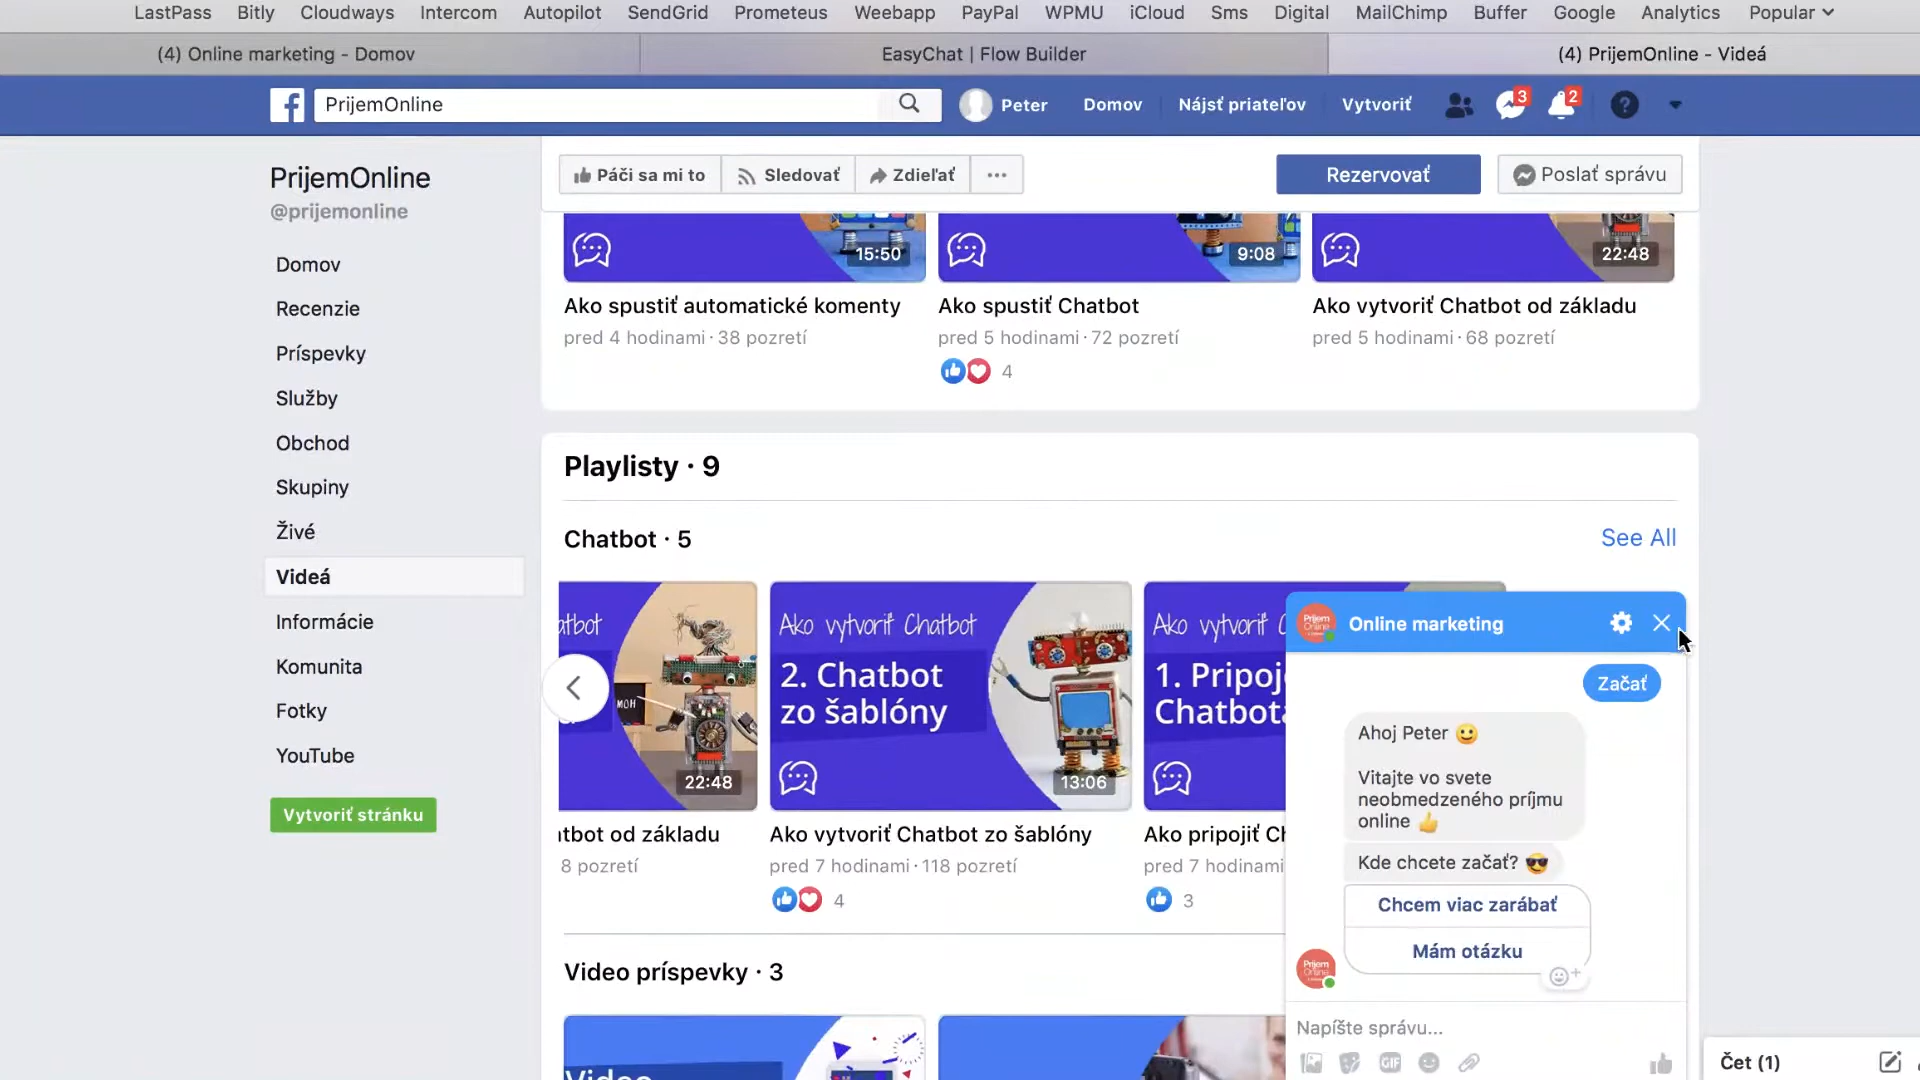 LastPass Bitly Cloudways Intercom Autopilot SendGrid Prometeus Weebapp PayPal WPMU iCloud Sms Digital MailChimp Buffer Google Analytics Popular
(4) Online marketing - Domov
EasyChat | Flow Builder
(4) PrijemOnline - Videá
PrijemOnline
Peter
Domov
Nájsť priateľov
Vytvoriť
3
2
PrijemOnline
@prijemonline
Domov
Recenzie
Príspevky
Služby
Obchod
Skupiny
Živé
Videá
Informácie
Komunita
Fotky
YouTube
Vytvoriť stránku
Páči sa mi to
Sledovať
Zdieľať
Rezervovať
Poslať správu
15:50
9:08
22:48
Ako spustiť automatické komenty
pred 4 hodinami · 38 pozretí
Ako spustiť Chatbot
pred 5 hodinami · 72 pozretí
4
Ako vytvoriť Chatbot od základu
pred 5 hodinami · 68 pozretí
Playlisty · 9
Chatbot · 5
See All
22:48
tbot od základu
8 pozretí
Ako vytvoriť Chatbot
2. Chatbot
zo šablóny
13:06
Ako vytvoriť Chatbot zo šablóny
pred 7 hodinami · 118 pozretí
4
Ako vytvoriť C
1. Pripoj
Chatbot
Ako pripojiť Ch
pred 7 hodinami
3
Video príspevky · 3
Video
Online marketing
Začať
Ahoj Peter 🙂
Vitajte vo svete
neobmedzeného príjmu
online 👍
Kde chcete začať? 😎
Chcem viac zarábať
Mám otázku
Prijem
Online
Napíšte správu...
GIF
Čet (1)